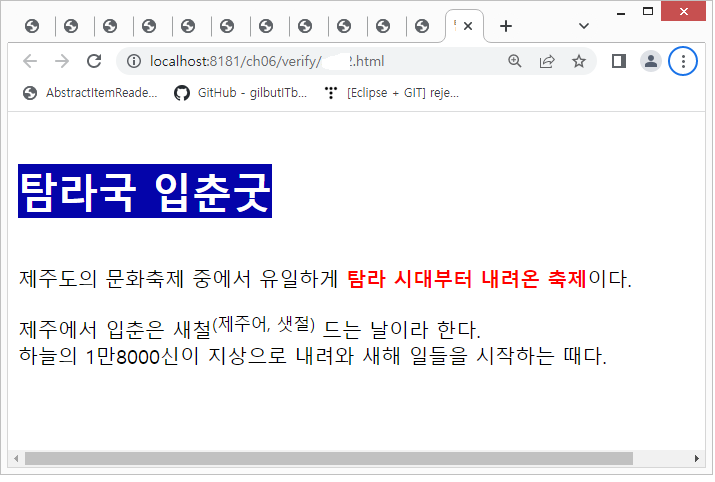 localhost:8181/ch06/verify/ 2.html
AbstractItemReade... GitHub - gilbutITb... [Eclipse + GIT] reje...
탐라국 입춘굿
제주도의 문화축제 중에서 유일하게 탐라 시대부터 내려온 축제이다.
제주에서 입춘은 새철(제주어, 샛절) 드는 날이라 한다.
하늘의 1만8000신이 지상으로 내려와 새해 일들을 시작하는 때다.